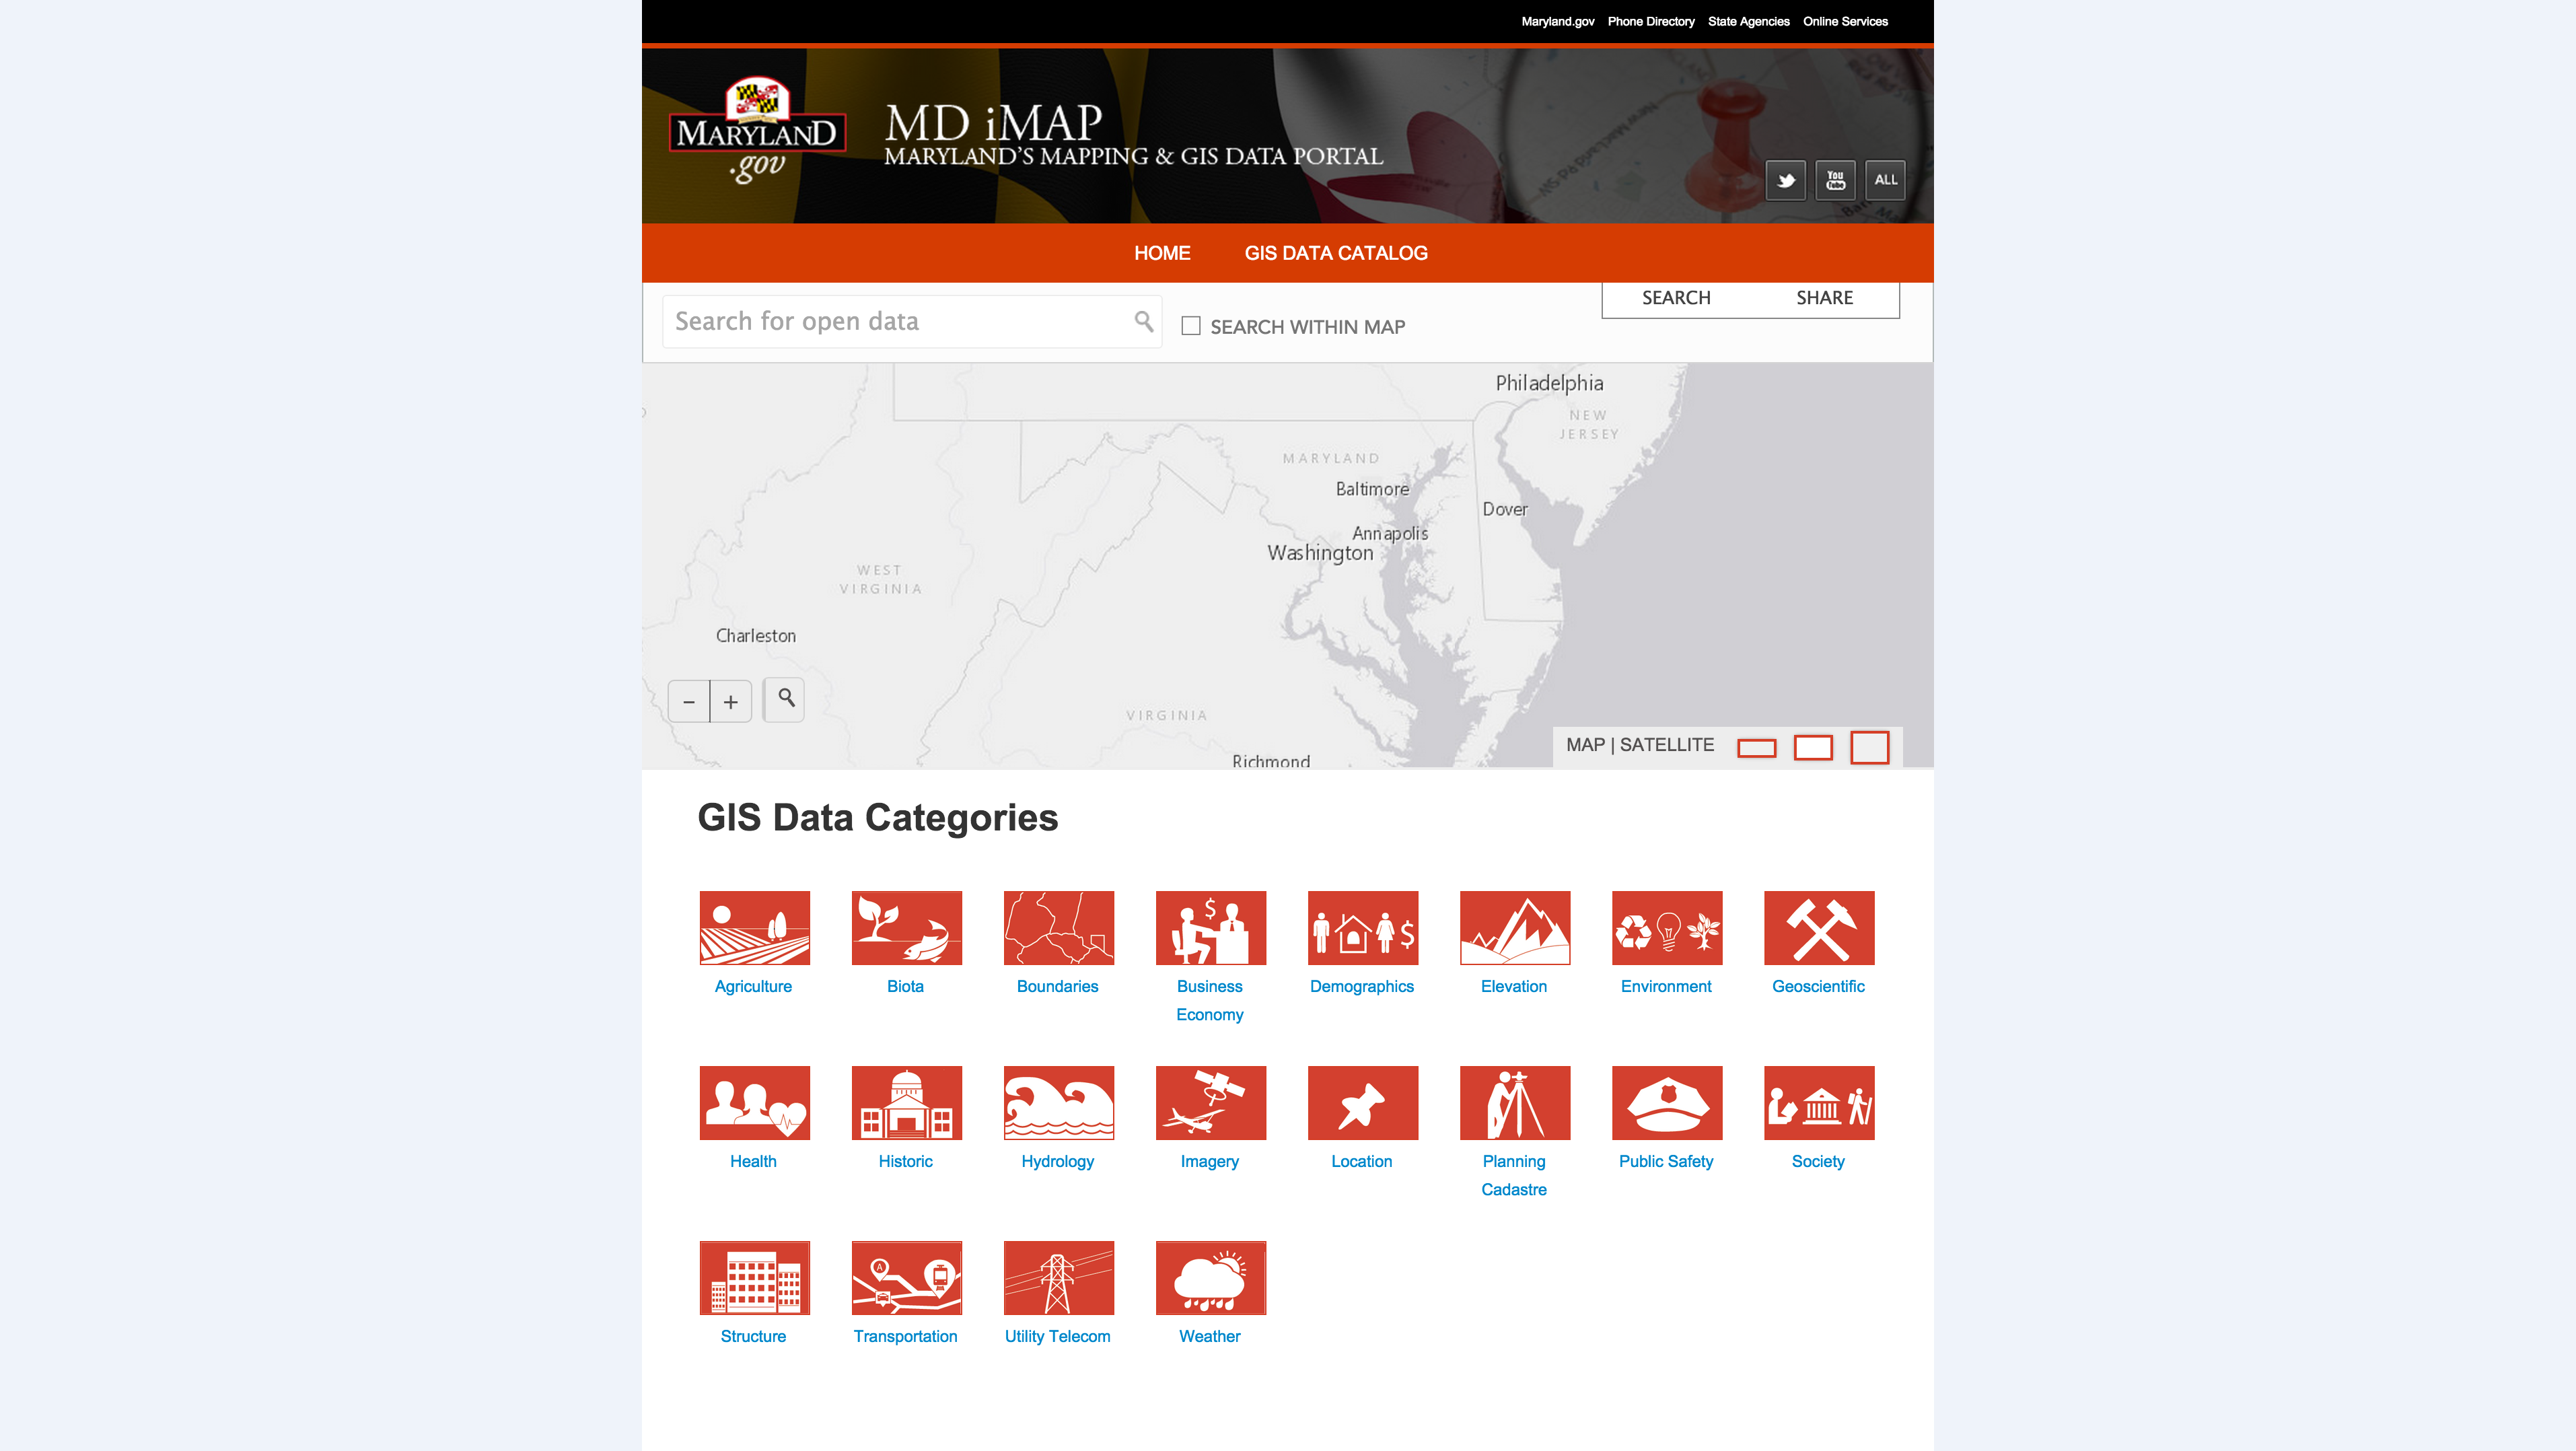 Maryland.gov Phone Directory State Agencies Online Services
MARYLAND
.gov
MD iMAP
MARYLAND'S MAPPING & GIS DATA PORTAL
You
Tube
ALL
HOME GIS DATA CATALOG
Search for open data
SEARCH WITHIN MAP
SEARCH SHARE
Philadelphia
NEW
JERSEY
MARYLAND
Baltimore
Dover
Annapolis
Washington
WEST
VIRGINIA
Charleston
− +
VIRGINIA
Richmond
MAP | SATELLITE
GIS Data Categories
$
$
Agriculture Biota Boundaries Business Demographics Elevation Environment Geoscientific
Economy
Health Historic Hydrology Imagery Location Planning Public Safety Society
Cadastre
A
Structure Transportation Utility Telecom Weather